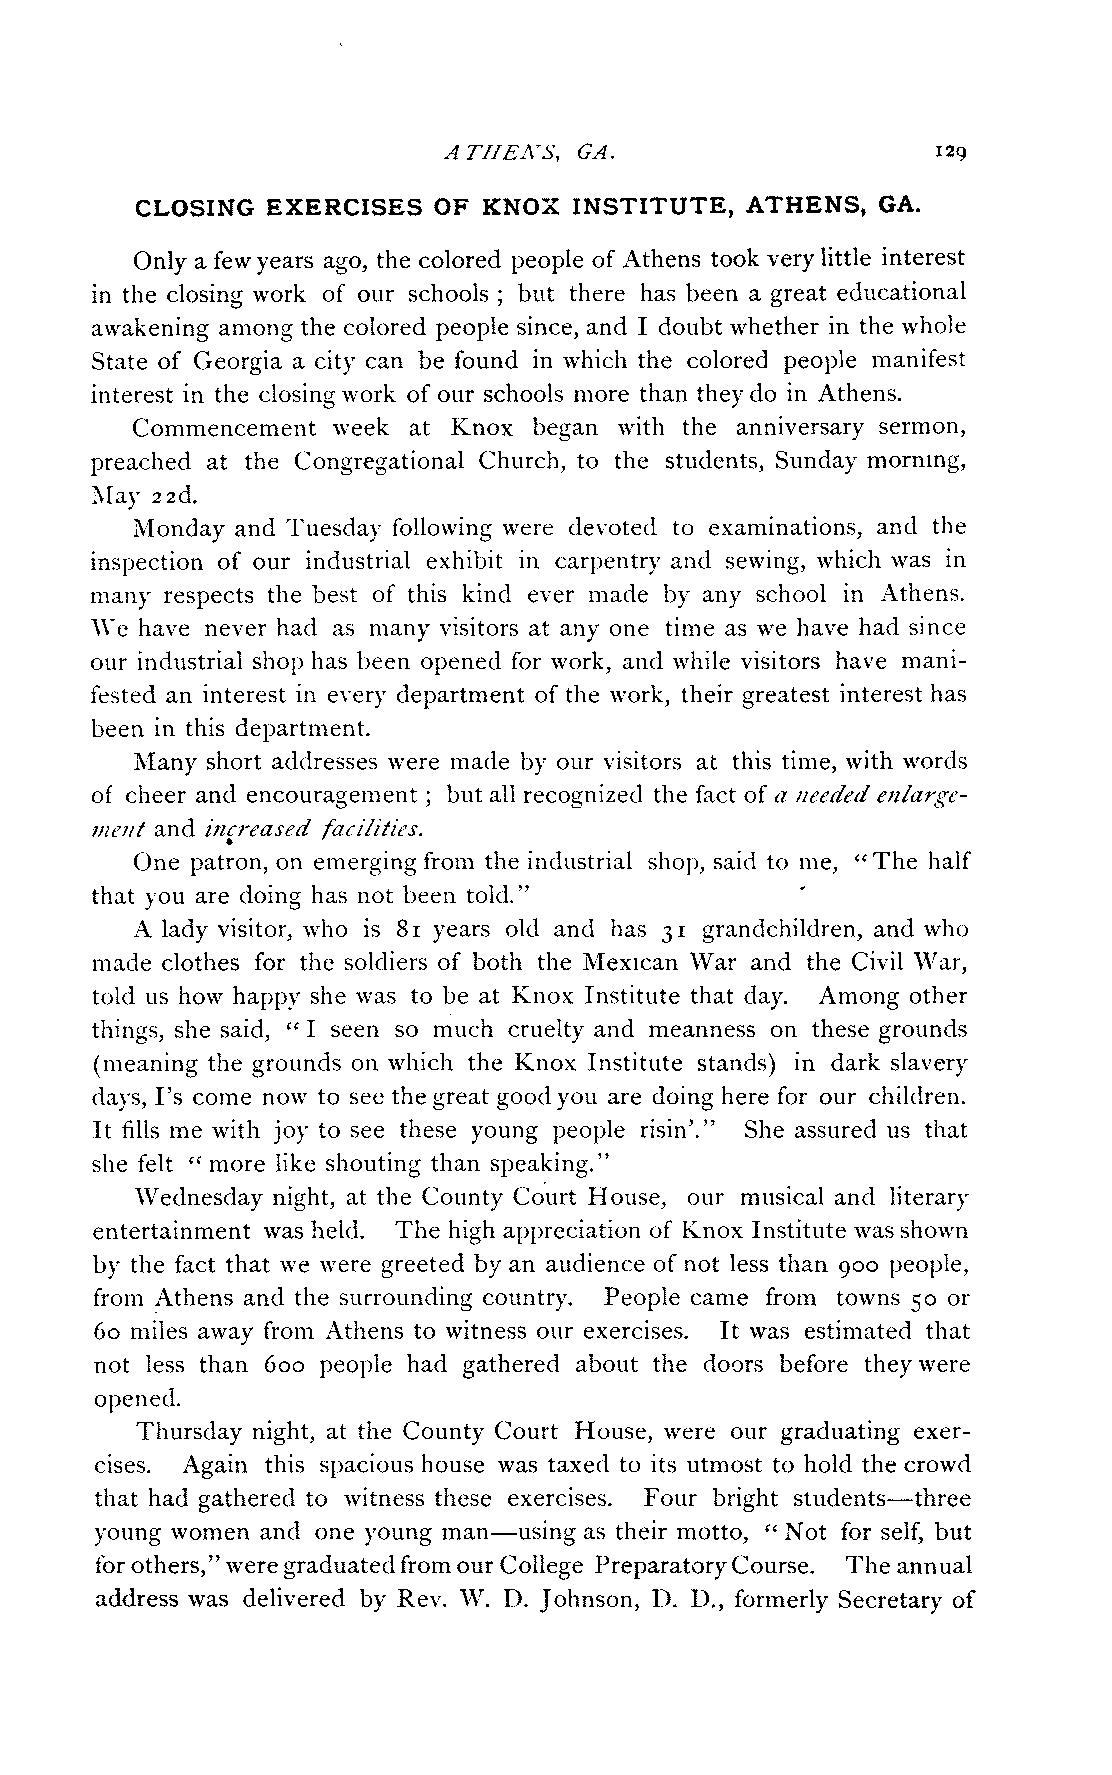 ATHENS, GA. 129
CLOSING EXERCISES OF KNOX INSTITUTE, ATHENS, GA.
Only a few years ago, the colored people of Athens took very little interest
in the closing work of our schools ; but there has been a great educational
awakening among the colored people since, and I doubt whether in the whole
State of Georgia a city can be found in which the colored people manifest
interest in the closing work of our schools more than they do in Athens.
Commencement week at Knox began with the anniversary sermon,
preached at the Congregational Church, to the students, Sunday morning,
May 22d.
Monday and Tuesday following were devoted to examinations, and the
inspection of our industrial exhibit in carpentry and sewing, which was in
many respects the best of this kind ever made by any school in Athens.
We have never had as many visitors at any one time as we have had since
our industrial shop has been opened for work, and while visitors have mani-
fested an interest in every department of the work, their greatest interest has
been in this department.
Many short addresses were made by our visitors at this time, with words
of cheer and encouragement ; but all recognized the fact of a needed enlarge-
ment and increased facilities.
One patron, on emerging from the industrial shop, said to me, “The half
that you are doing has not been told.”
A lady visitor, who is 81 years old and has 31 grandchildren, and who
made clothes for the soldiers of both the Mexican War and the Civil War,
told us how happy she was to be at Knox Institute that day. Among other
things, she said, “I seen so much cruelty and meanness on these grounds
(meaning the grounds on which the Knox Institute stands) in dark slavery
days, I’s come now to see the great good you are doing here for our children.
It fills me with joy to see these young people risin’.” She assured us that
she felt “more like shouting than speaking.”
Wednesday night, at the County Court House, our musical and literary
entertainment was held. The high appreciation of Knox Institute was shown
by the fact that we were greeted by an audience of not less than 900 people,
from Athens and the surrounding country. People came from towns 50 or
60 miles away from Athens to witness our exercises. It was estimated that
not less than 600 people had gathered about the doors before they were
opened.
Thursday night, at the County Court House, were our graduating exer-
cises. Again this spacious house was taxed to its utmost to hold the crowd
that had gathered to witness these exercises. Four bright students—three
young women and one young man—using as their motto, “Not for self, but
for others,” were graduated from our College Preparatory Course. The annual
address was delivered by Rev. W. D. Johnson, D. D., formerly Secretary of